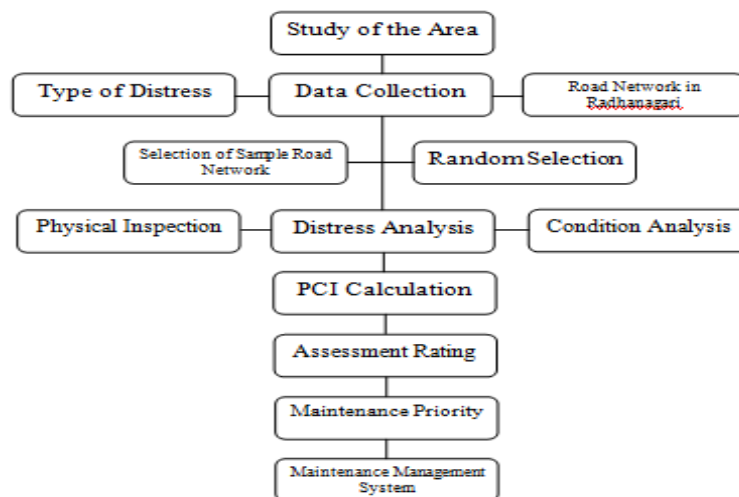 Study of the Area
Type of Distress
Data Collection
Road Network in
Radhanagari
Selection of Sample Road
Network
Random Selection
Physical Inspection
Distress Analysis
Condition Analysis
PCI Calculation
Assessment Rating
Maintenance Priority
Maintenance Management
System